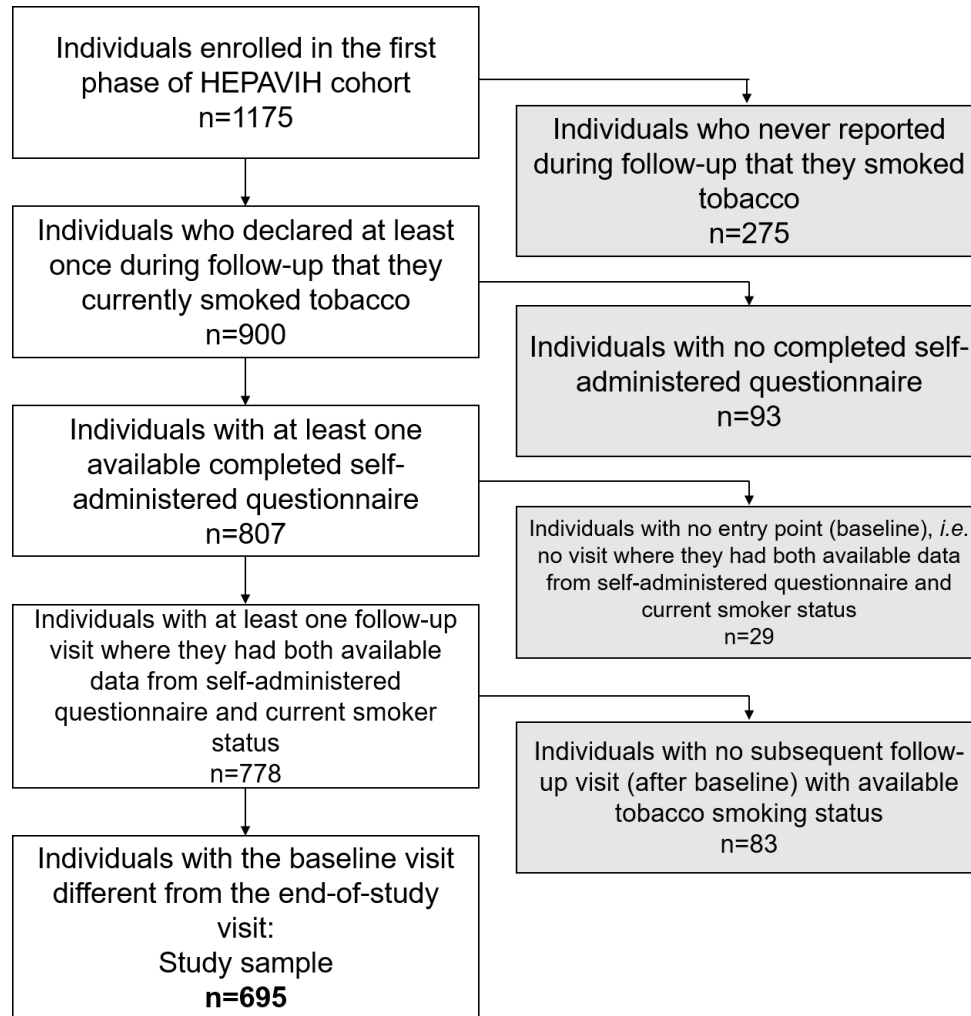 Individuals enrolled in the first
phase of HEPAVIH cohort
n=1175
Individuals who never reported
during follow-up that they smoked
tobacco
n=275
Individuals who declared at least
once during follow-up that they
currently smoked tobacco
n=900
Individuals with no completed self-
administered questionnaire
n=93
Individuals with at least one
available completed self-
administered questionnaire
n=807
Individuals with no entry point (baseline), i.e.
no visit where they had both available data
from self-administered questionnaire and
current smoker status
n=29
Individuals with at least one follow-up
visit where they had both available
data from self-administered
questionnaire and current smoker
status
n=778
Individuals with no subsequent follow-
up visit (after baseline) with available
tobacco smoking status
n=83
Individuals with the baseline visit
different from the end-of-study
visit:
Study sample
n=695